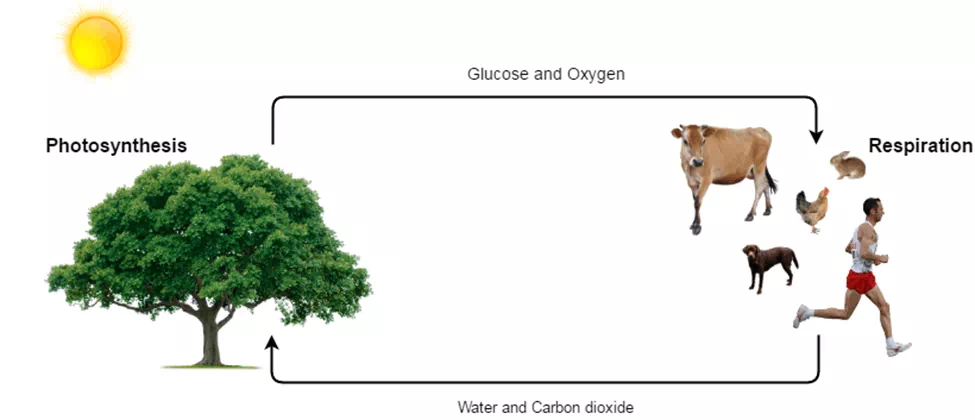 Glucose and Oxygen
Photosynthesis
Respiration
Water and Carbon dioxide